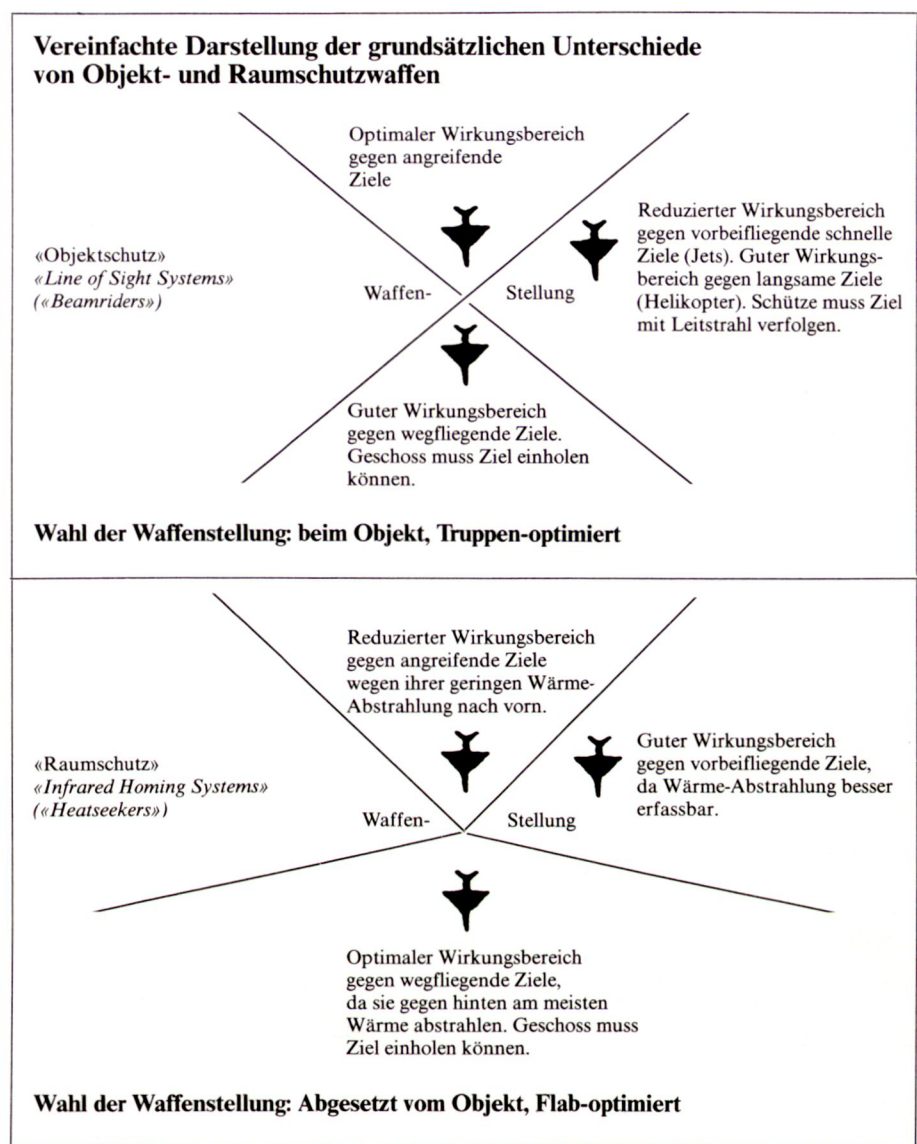 Vereinfachte Darstellung der grundsätzlichen Unterschiede
von Objekt- und Raumschutzwaffen
Optimaler Wirkungsbereich
gegen angreifende
Ziele
«Objektschutz»
«Line of Sight Systems»
(«Beamriders»)
Waffen- Stellung
Reduzierter Wirkungsbereich
gegen vorbeifliegende schnelle
Ziele (Jets). Guter Wirkungs-
bereich gegen langsame Ziele
(Helikopter). Schütze muss Ziel
mit Leitstrahl verfolgen.
Guter Wirkungsbereich
gegen wegfliegende Ziele.
Geschoss muss Ziel einholen
können.
Wahl der Waffenstellung: beim Objekt, Truppen-optimiert
Reduzierter Wirkungsbereich
gegen angreifende Ziele
wegen ihrer geringen Wärme-
Abstrahlung nach vorn.
«Raumschutz»
«Infrared Homing Systems»
(«Heatseekers»)
Waffen- Stellung
Guter Wirkungsbereich
gegen vorbeifliegende Ziele,
da Wärme-Abstrahlung besser
erfassbar.
Optimaler Wirkungsbereich
gegen wegfliegende Ziele,
da sie gegen hinten am meisten
Wärme abstrahlen. Geschoss muss
Ziel einholen können.
Wahl der Waffenstellung: Abgesetzt vom Objekt, Flab-optimiert